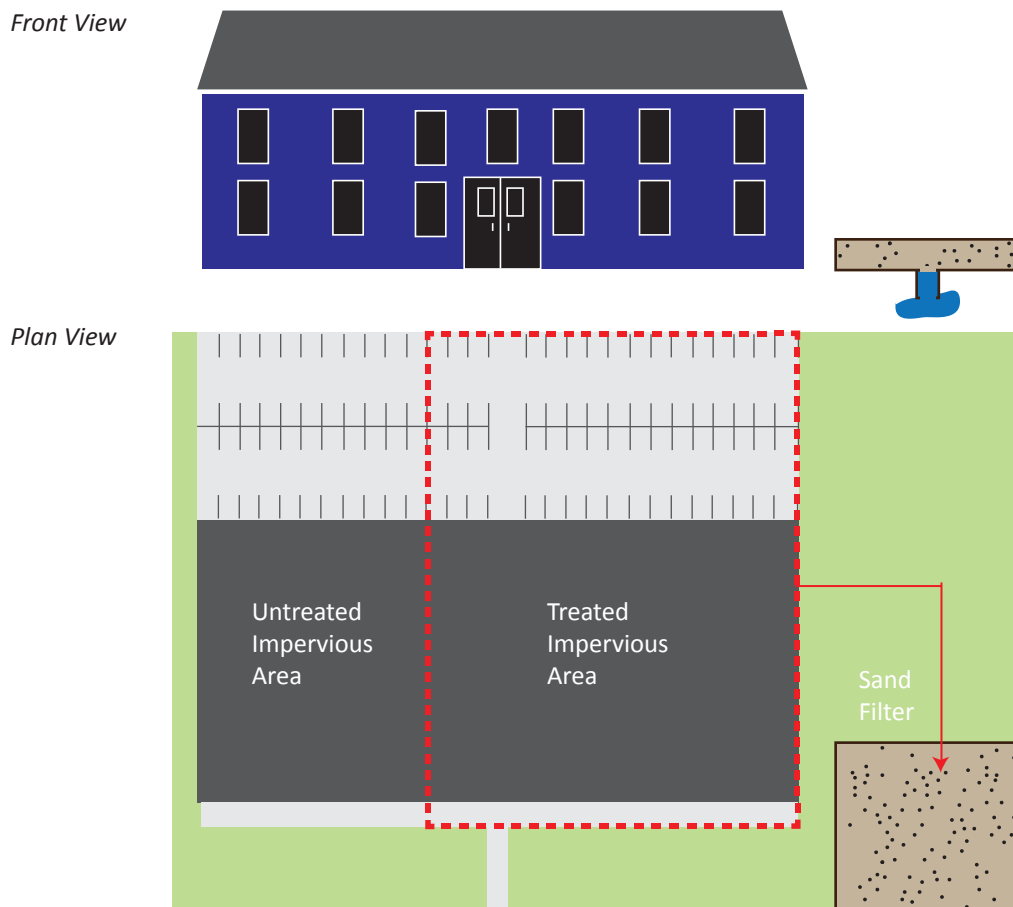 Front View
Plan View
Untreated
Impervious
Area
Treated
Impervious
Area
Sand
Filter